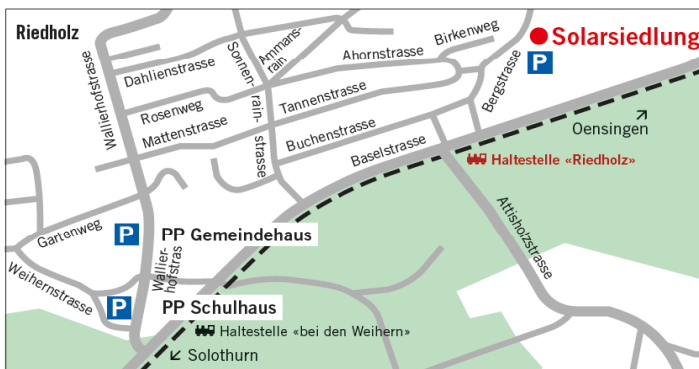 Riedholz
Wallierhofstrasse
Dahlienstrasse
Sonnen-
rain-
strasse
Ammans-
rain
Ahornstrasse
Birkenweg
Solarsiedlung
P
Bergstrasse
Rosenweg
Tannenstrasse
Mattenstrasse
Buchenstrasse
Baselstrasse
Oensingen
Haltestelle «Riedholz»
Attisholzstrasse
Gartenweg
P
PP Gemeindehaus
Wallier-
hofstras
Weihernstrasse
P
PP Schulhaus
Haltestelle «bei den Weihern»
Solothurn